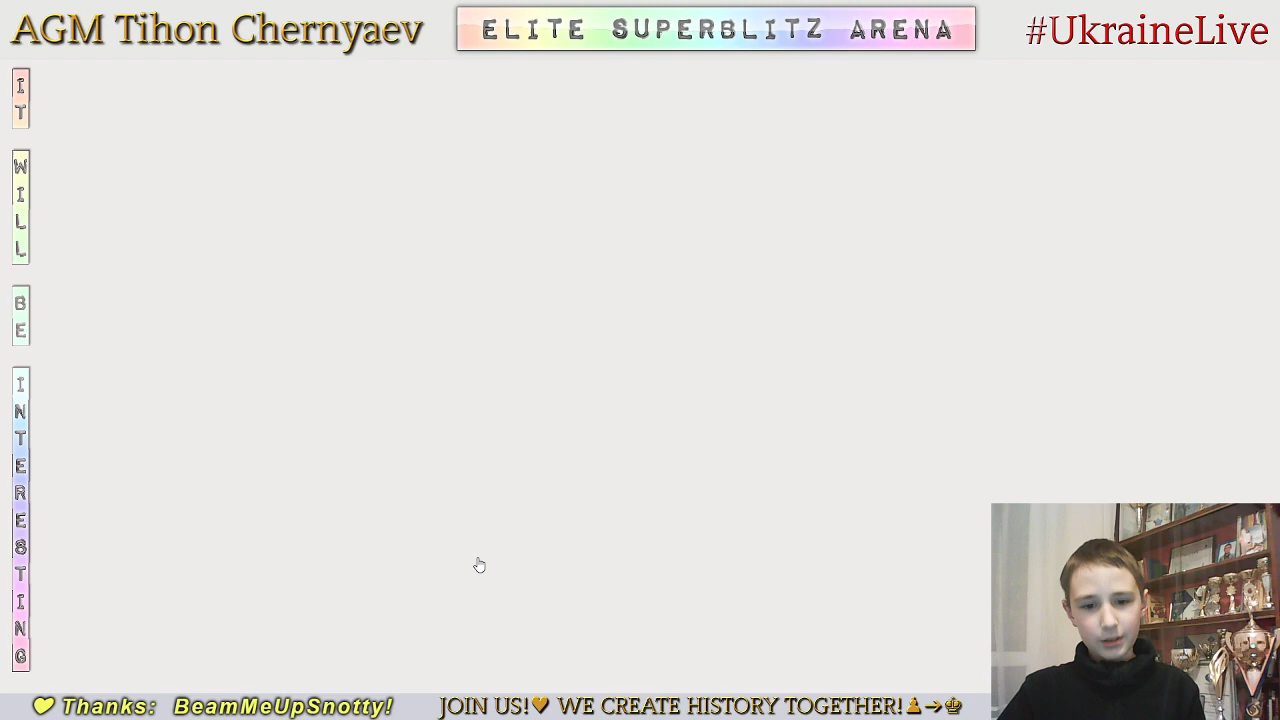 AGM Tihon Chernyaev
ELITE SUPERBLITZ ARENA
#UkraineLive
IT
WILL
BE
INTERESTING
Thanks: BeamMeUpSnotty!
JOIN US!♥ WE CREATE HISTORY TOGETHER!♟→♚